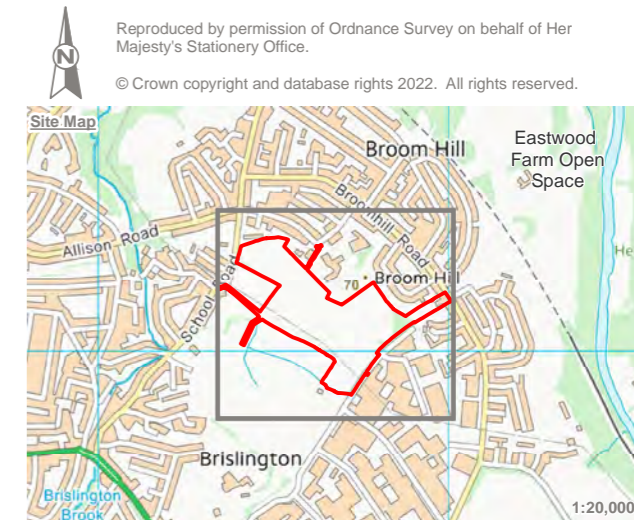 N
Reproduced by permission of Ordnance Survey on behalf of Her
Majesty's Stationery Office.
© Crown copyright and database rights 2022. All rights reserved.
Site Map
Broom Hill
Eastwood
Farm Open
Space
Broomhill Road
Allison Road
School Road
70
Broom Hill
He
Brislington
Brislington
Brook
1:20,000